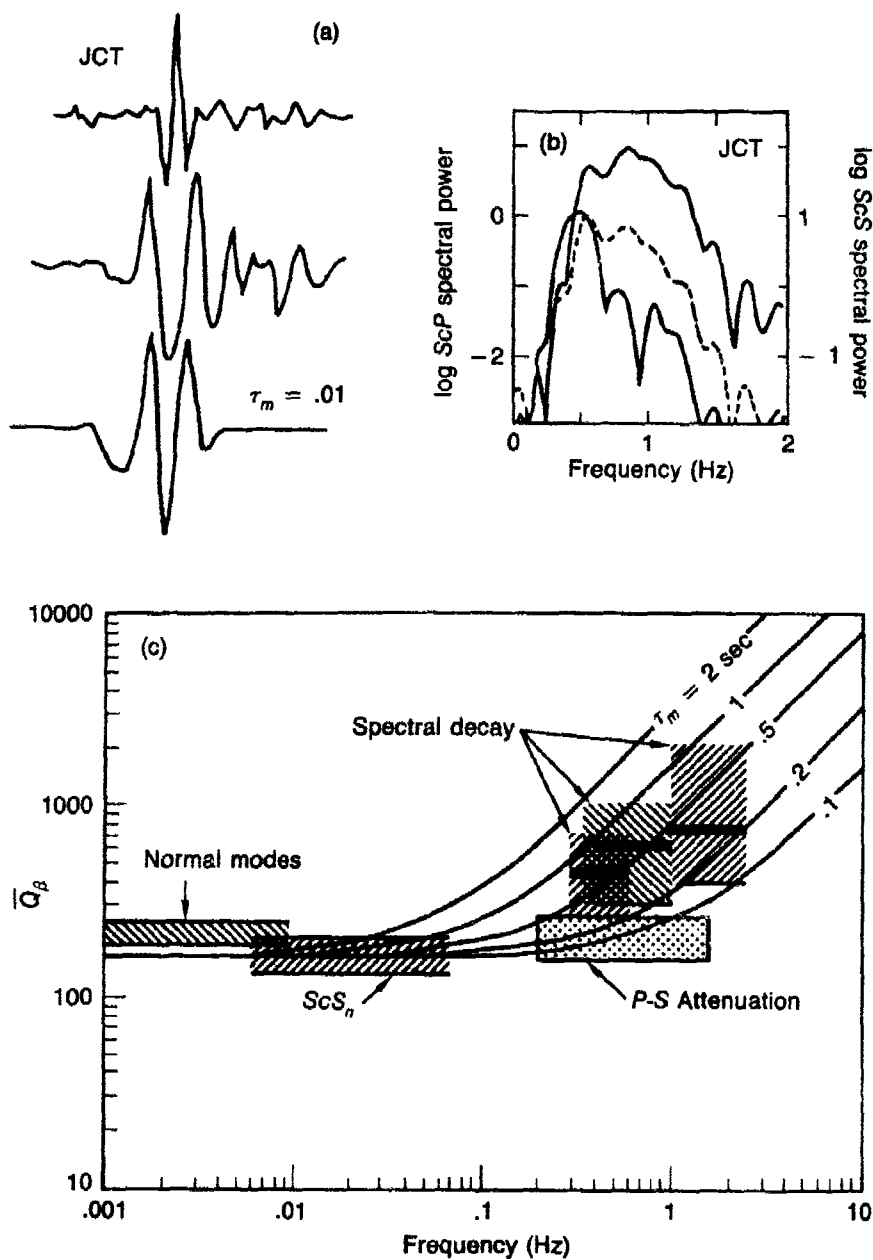 (a)
JCT
τm = .01
(b)
JCT
log ScP spectral power
0
−2
log ScS spectral power
1
−1
0
1
2
Frequency (Hz)
(c)
10000
1000
100
10
Q̅β
τm = 2 sec
1
.5
.2
.1
Spectral decay
Normal modes
ScSn
P-S Attenuation
.001
.01
.1
1
10
Frequency (Hz)